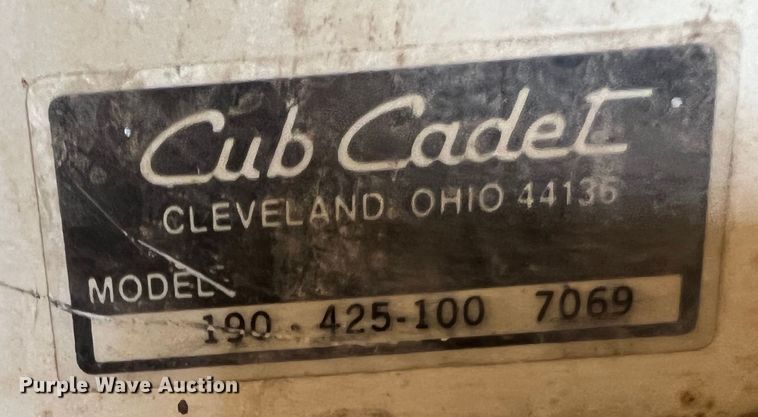 Cub Cadet
CLEVELAND, OHIO 44136
MODEL
190-425-100 7069
Purple Wave Auction